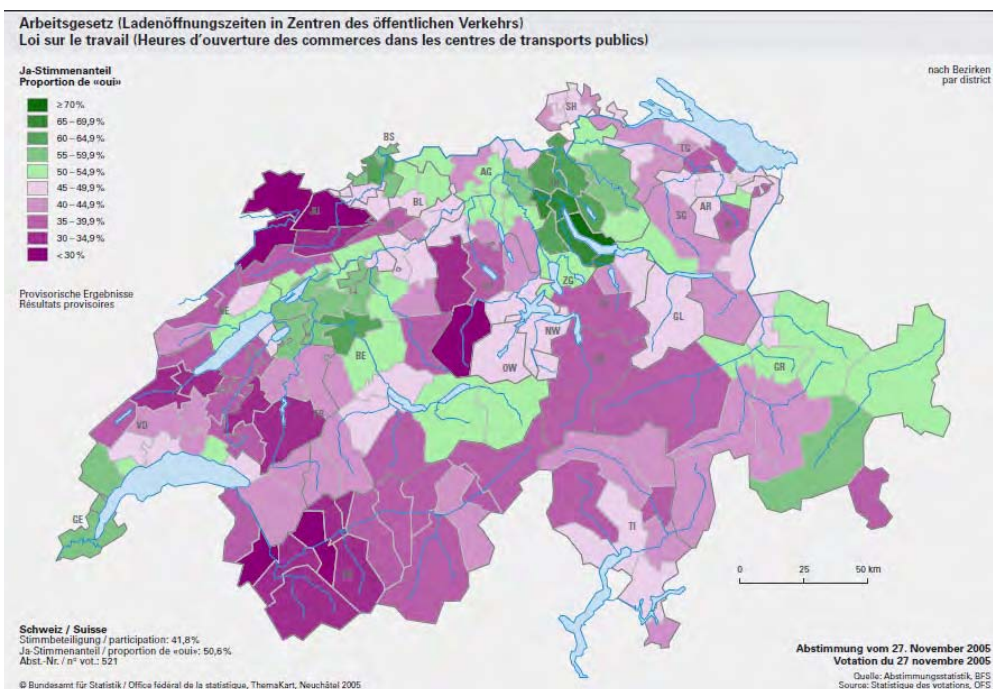 Arbeitsgesetz (Ladenöffnungszeiten in Zentren des öffentlichen Verkehrs)
Loi sur le travail (Heures d'ouverture des commerces dans les centres de transports publics)
Ja-Stimmenanteil
Proportion de «oui»
nach Bezirken
par district
≥70%
65–69,9%
60–64,9%
55–59,9%
50–54,9%
45–49,9%
40–44,9%
35–39,9%
30–34,9%
<30%
Provisorische Ergebnisse
Résultats provisoires
SH
BS
TG
AG
JU
BL
SG
AR
ZG
NE
BE
NW
OW
GL
GR
VD
FR
GE
TI
VS
0 25 50 km
Schweiz / Suisse
Stimmbeteiligung / participation: 41,8%
Ja-Stimmenanteil / proportion de «oui»: 50,6%
Abst.-Nr. / n° vot.: 521
Abstimmung vom 27. November 2005
Votation du 27 novembre 2005
Quelle: Abstimmungsstatistik, BFS
Source: Statistique des votations, OFS
© Bundesamt für Statistik / Office fédéral de la statistique, ThemaKart, Neuchâtel 2005